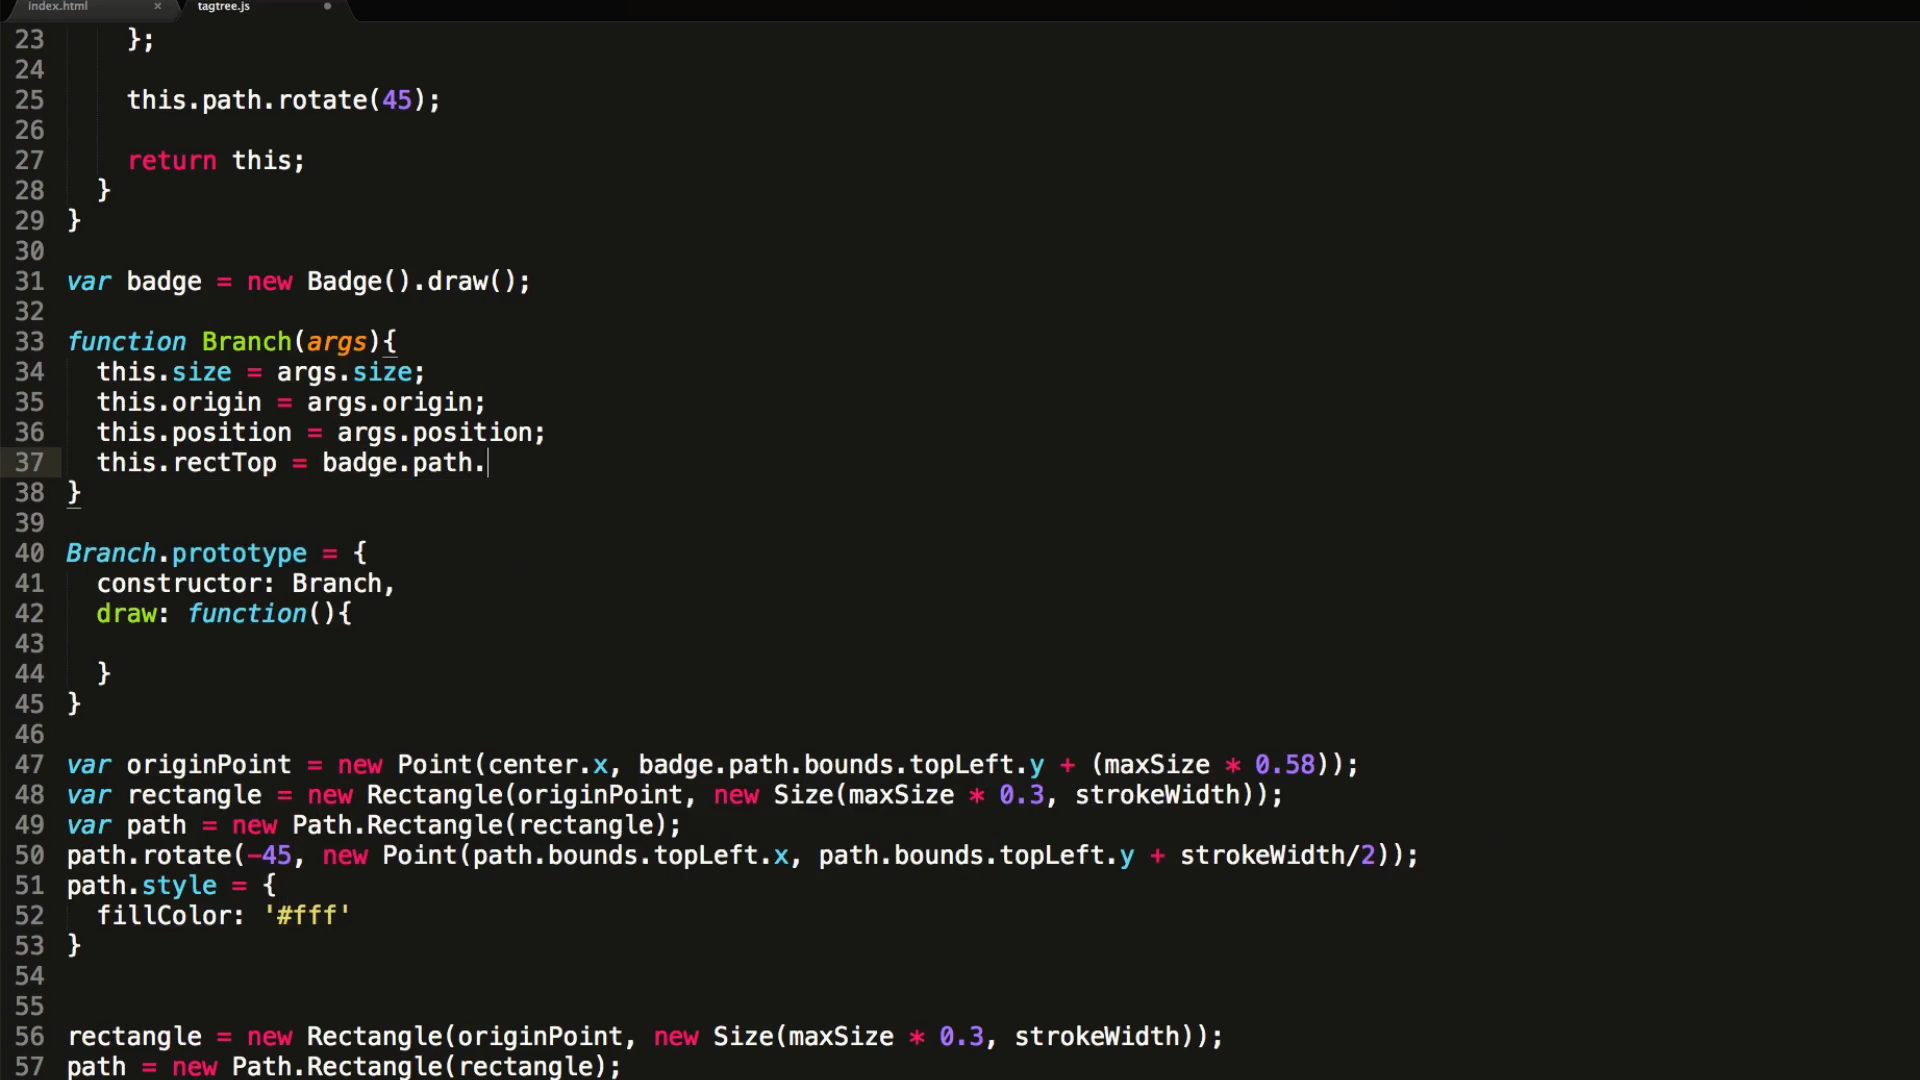 index.html × tagtree.js
23 };
24
25 this.path.rotate(45);
26
27 return this;
28 }
29 }
30
31 var badge = new Badge().draw();
32
33 function Branch(args){
34 this.size = args.size;
35 this.origin = args.origin;
36 this.position = args.position;
37 this.rectTop = badge.path.
38 }
39
40 Branch.prototype = {
41 constructor: Branch,
42 draw: function(){
43
44 }
45 }
46
47 var originPoint = new Point(center.x, badge.path.bounds.topLeft.y + (maxSize * 0.58));
48 var rectangle = new Rectangle(originPoint, new Size(maxSize * 0.3, strokeWidth));
49 var path = new Path.Rectangle(rectangle);
50 path.rotate(-45, new Point(path.bounds.topLeft.x, path.bounds.topLeft.y + strokeWidth/2));
51 path.style = {
52 fillColor: '#fff'
53 }
54
55
56 rectangle = new Rectangle(originPoint, new Size(maxSize * 0.3, strokeWidth));
57 path = new Path.Rectangle(rectangle);